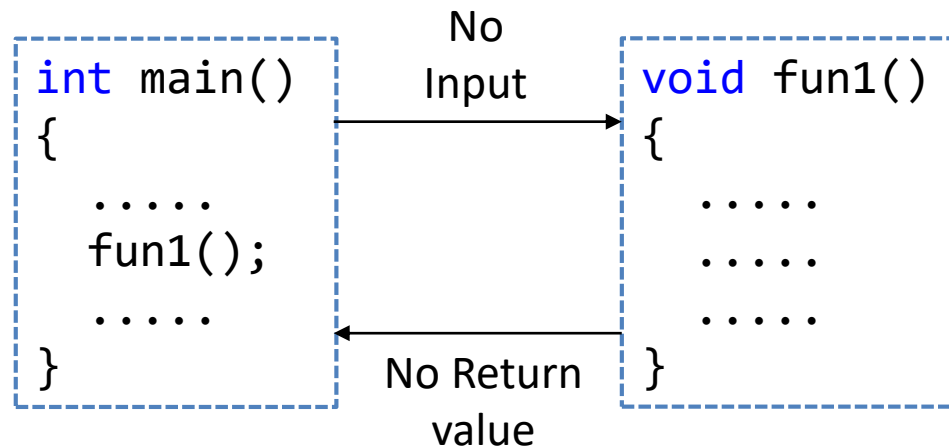 int main()
{
.....
fun1();
.....
}
No
Input
No Return
value
void fun1()
{
.....
.....
.....
}